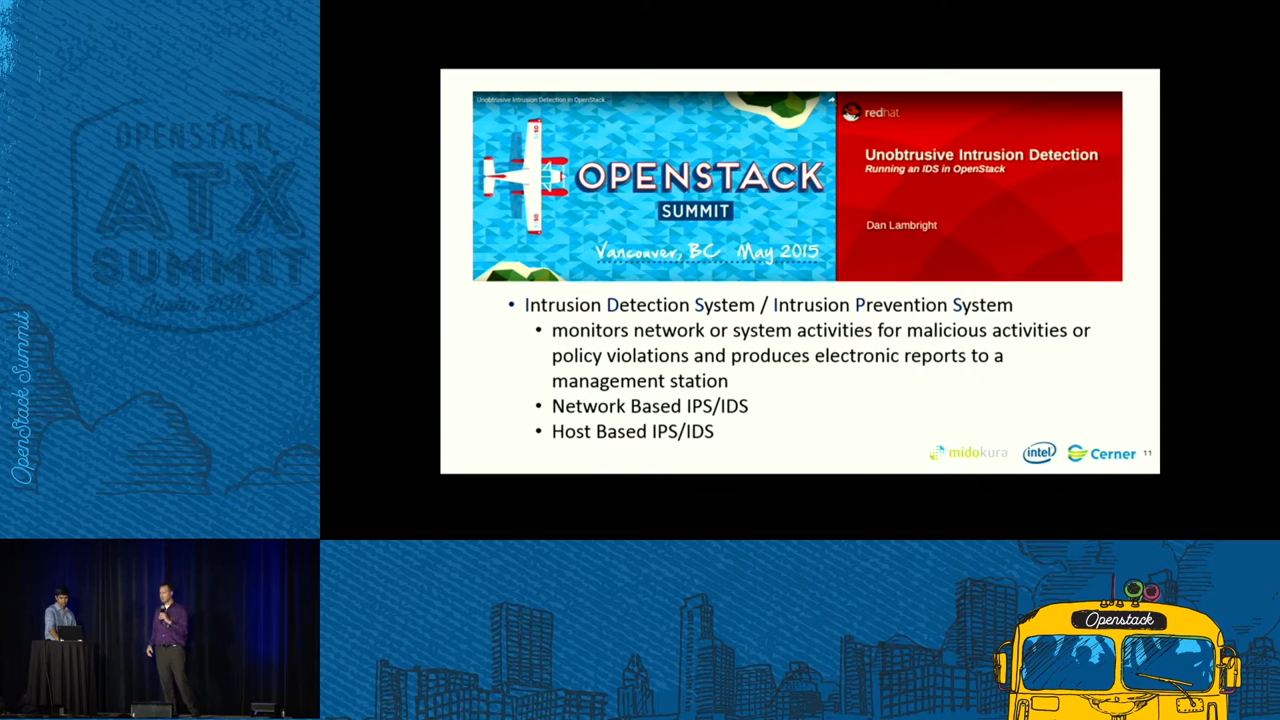 OPENSTACK
ATX
Austin
OpenStack Summit
Unobtrusive Intrusion Detection in OpenStack
OPENSTACK
SUMMIT
Vancouver, BC May 2015
redhat
Unobtrusive Intrusion Detection
Running an IDS in OpenStack
Dan Lambright
• Intrusion Detection System / Intrusion Prevention System
• monitors network or system activities for malicious activities or
policy violations and produces electronic reports to a
management station
• Network Based IPS/IDS
• Host Based IPS/IDS
midokura
intel
Cerner
11
Openstack